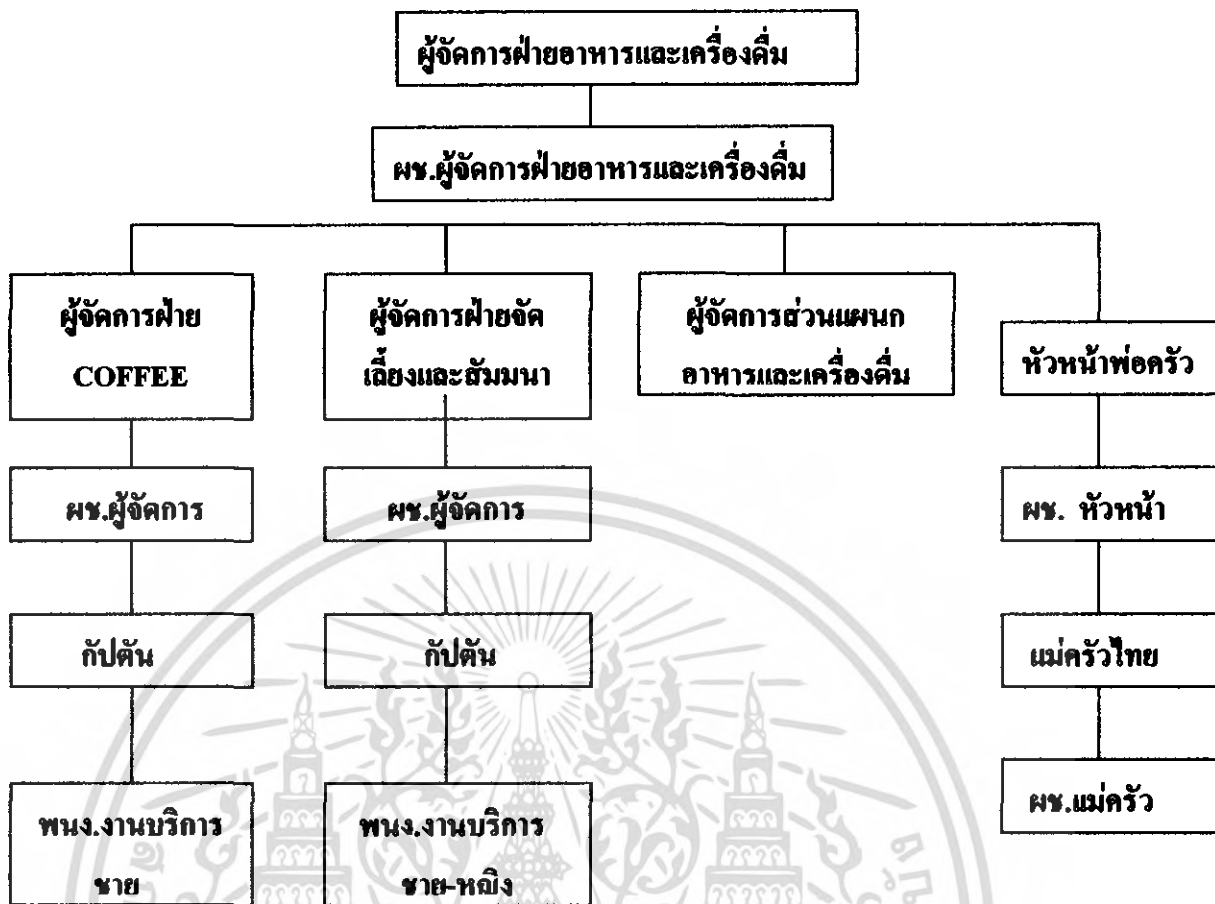 ผู้จัดการฝ่ายอาหารและเครื่องดื่ม
ผช.ผู้จัดการฝ่ายอาหารและเครื่องดื่ม
ผู้จัดการฝ่าย
COFFEE
ผู้จัดการฝ่ายจัด
เลี้ยงและสัมมนา
ผู้จัดการส่วนแผนก
อาหารและเครื่องดื่ม
หัวหน้าพ่อครัว
ผช.ผู้จัดการ
ผช.ผู้จัดการ
ผช. หัวหน้า
กัปตัน
กัปตัน
แม่ครัวไทย
พนง.งานบริการ
ชาย
พนง.งานบริการ
ชาย-หญิง
ผช.แม่ครัว